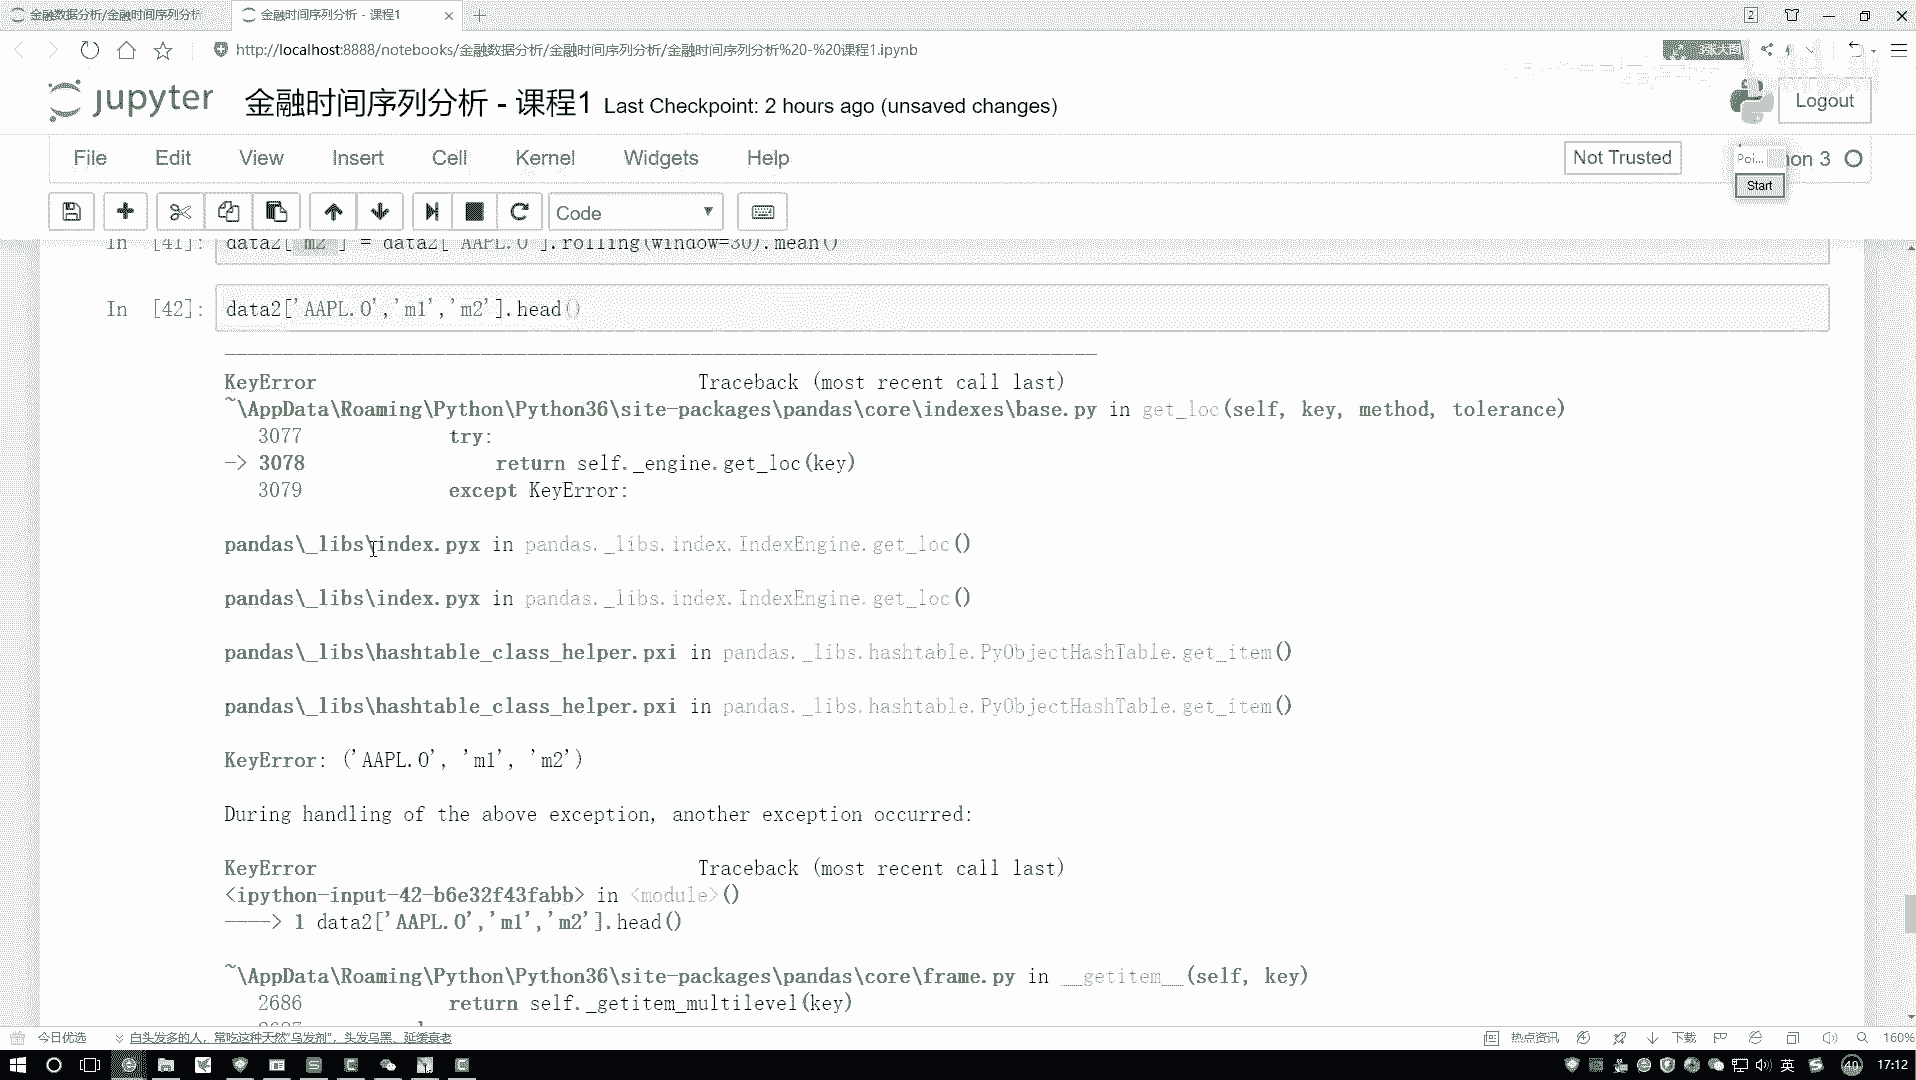 金融数据分析/金融时间序列分析
金融时间序列分析 - 课程1
2
http://localhost:8888/notebooks/金融数据分析/金融时间序列分析/金融时间序列分析%20-%20课程1.ipynb
3张大图
jupyter 金融时间序列分析 - 课程1 Last Checkpoint: 2 hours ago (unsaved changes)
Logout
File Edit View Insert Cell Kernel Widgets Help
Not Trusted
Poi...
on 3
Start
Code
In [41]: data2['m2'] = data2['AAPL.O'].rolling(window=30).mean()
In [42]: data2['AAPL.O','m1','m2'].head()
KeyError Traceback (most recent call last)
~\AppData\Roaming\Python\Python36\site-packages\pandas\core\indexes\base.py in get_loc(self, key, method, tolerance)
3077 try:
-> 3078 return self._engine.get_loc(key)
3079 except KeyError:
pandas\_libs\index.pyx in pandas._libs.index.IndexEngine.get_loc()
pandas\_libs\index.pyx in pandas._libs.index.IndexEngine.get_loc()
pandas\_libs\hashtable_class_helper.pxi in pandas._libs.hashtable.PyObjectHashTable.get_item()
pandas\_libs\hashtable_class_helper.pxi in pandas._libs.hashtable.PyObjectHashTable.get_item()
KeyError: ('AAPL.O', 'm1', 'm2')
During handling of the above exception, another exception occurred:
KeyError Traceback (most recent call last)
<ipython-input-42-b6e32f43fabb> in <module>()
----> 1 data2['AAPL.O','m1','m2'].head()
~\AppData\Roaming\Python\Python36\site-packages\pandas\core\frame.py in __getitem__(self, key)
2686 return self._getitem_multilevel(key)
今日优选
白头发多的人，常吃这种天然"乌发剂"，头发乌黑、延缓衰老
热点资讯
下载
160%
英
40
17:12